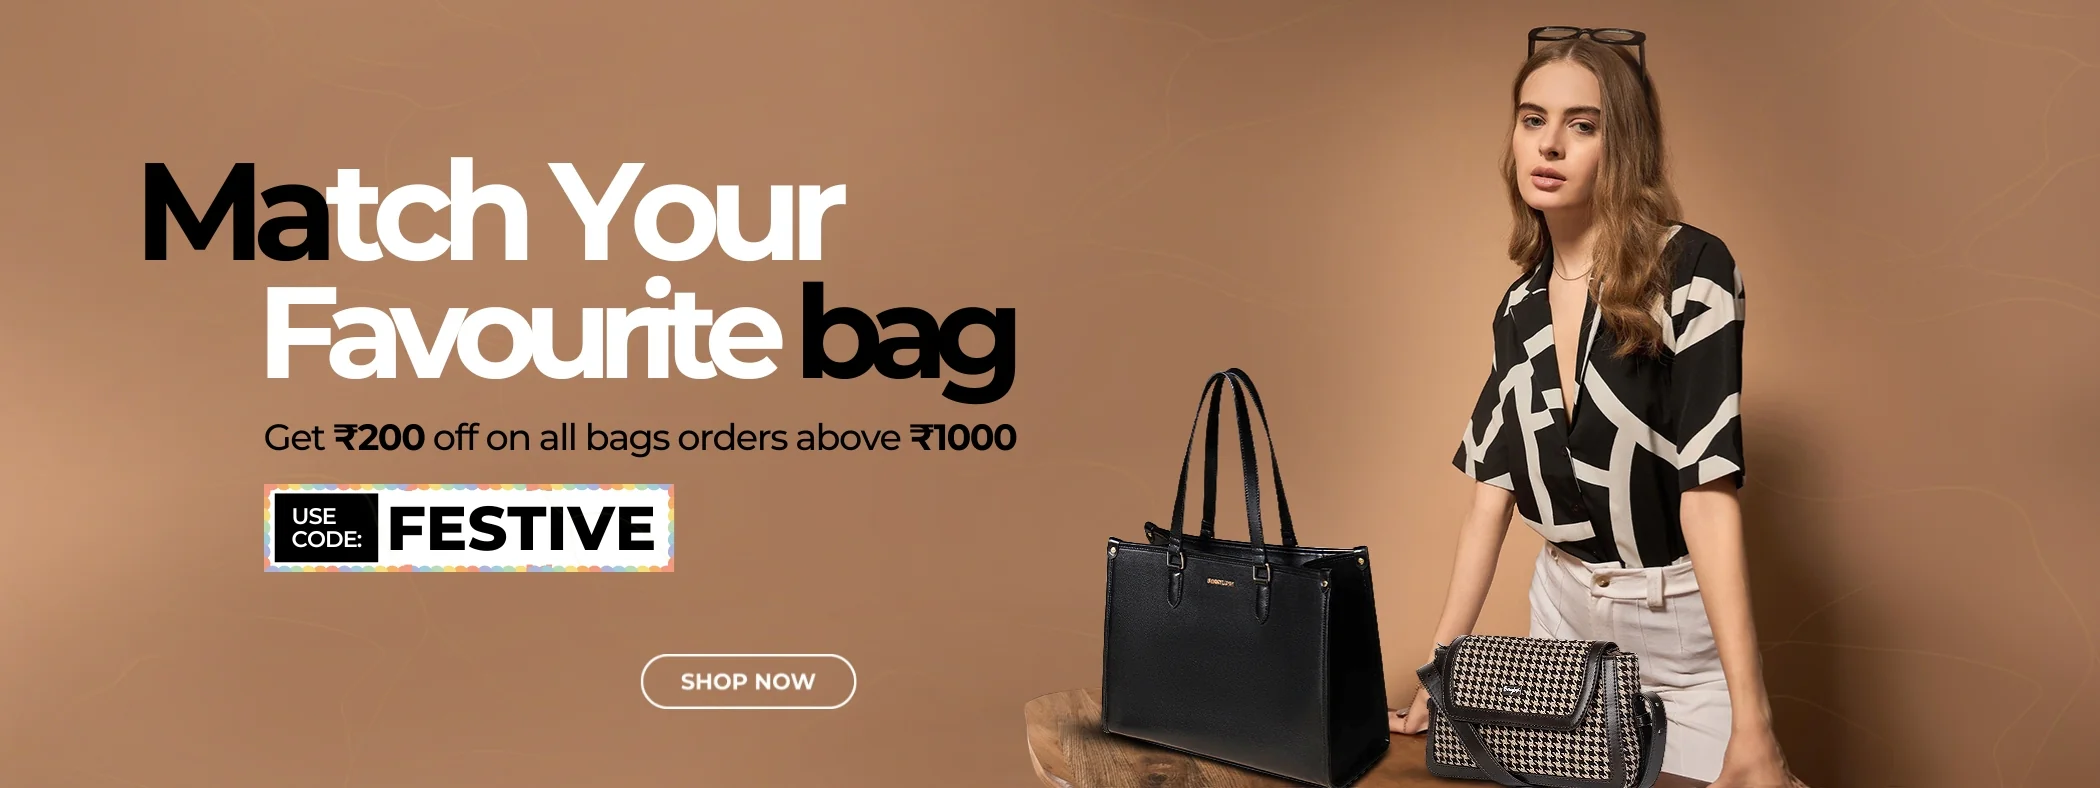 Match Your
Favourite bag
Get ₹200 off on all bags orders above ₹1000
USE
CODE:
FESTIVE
SHOP NOW